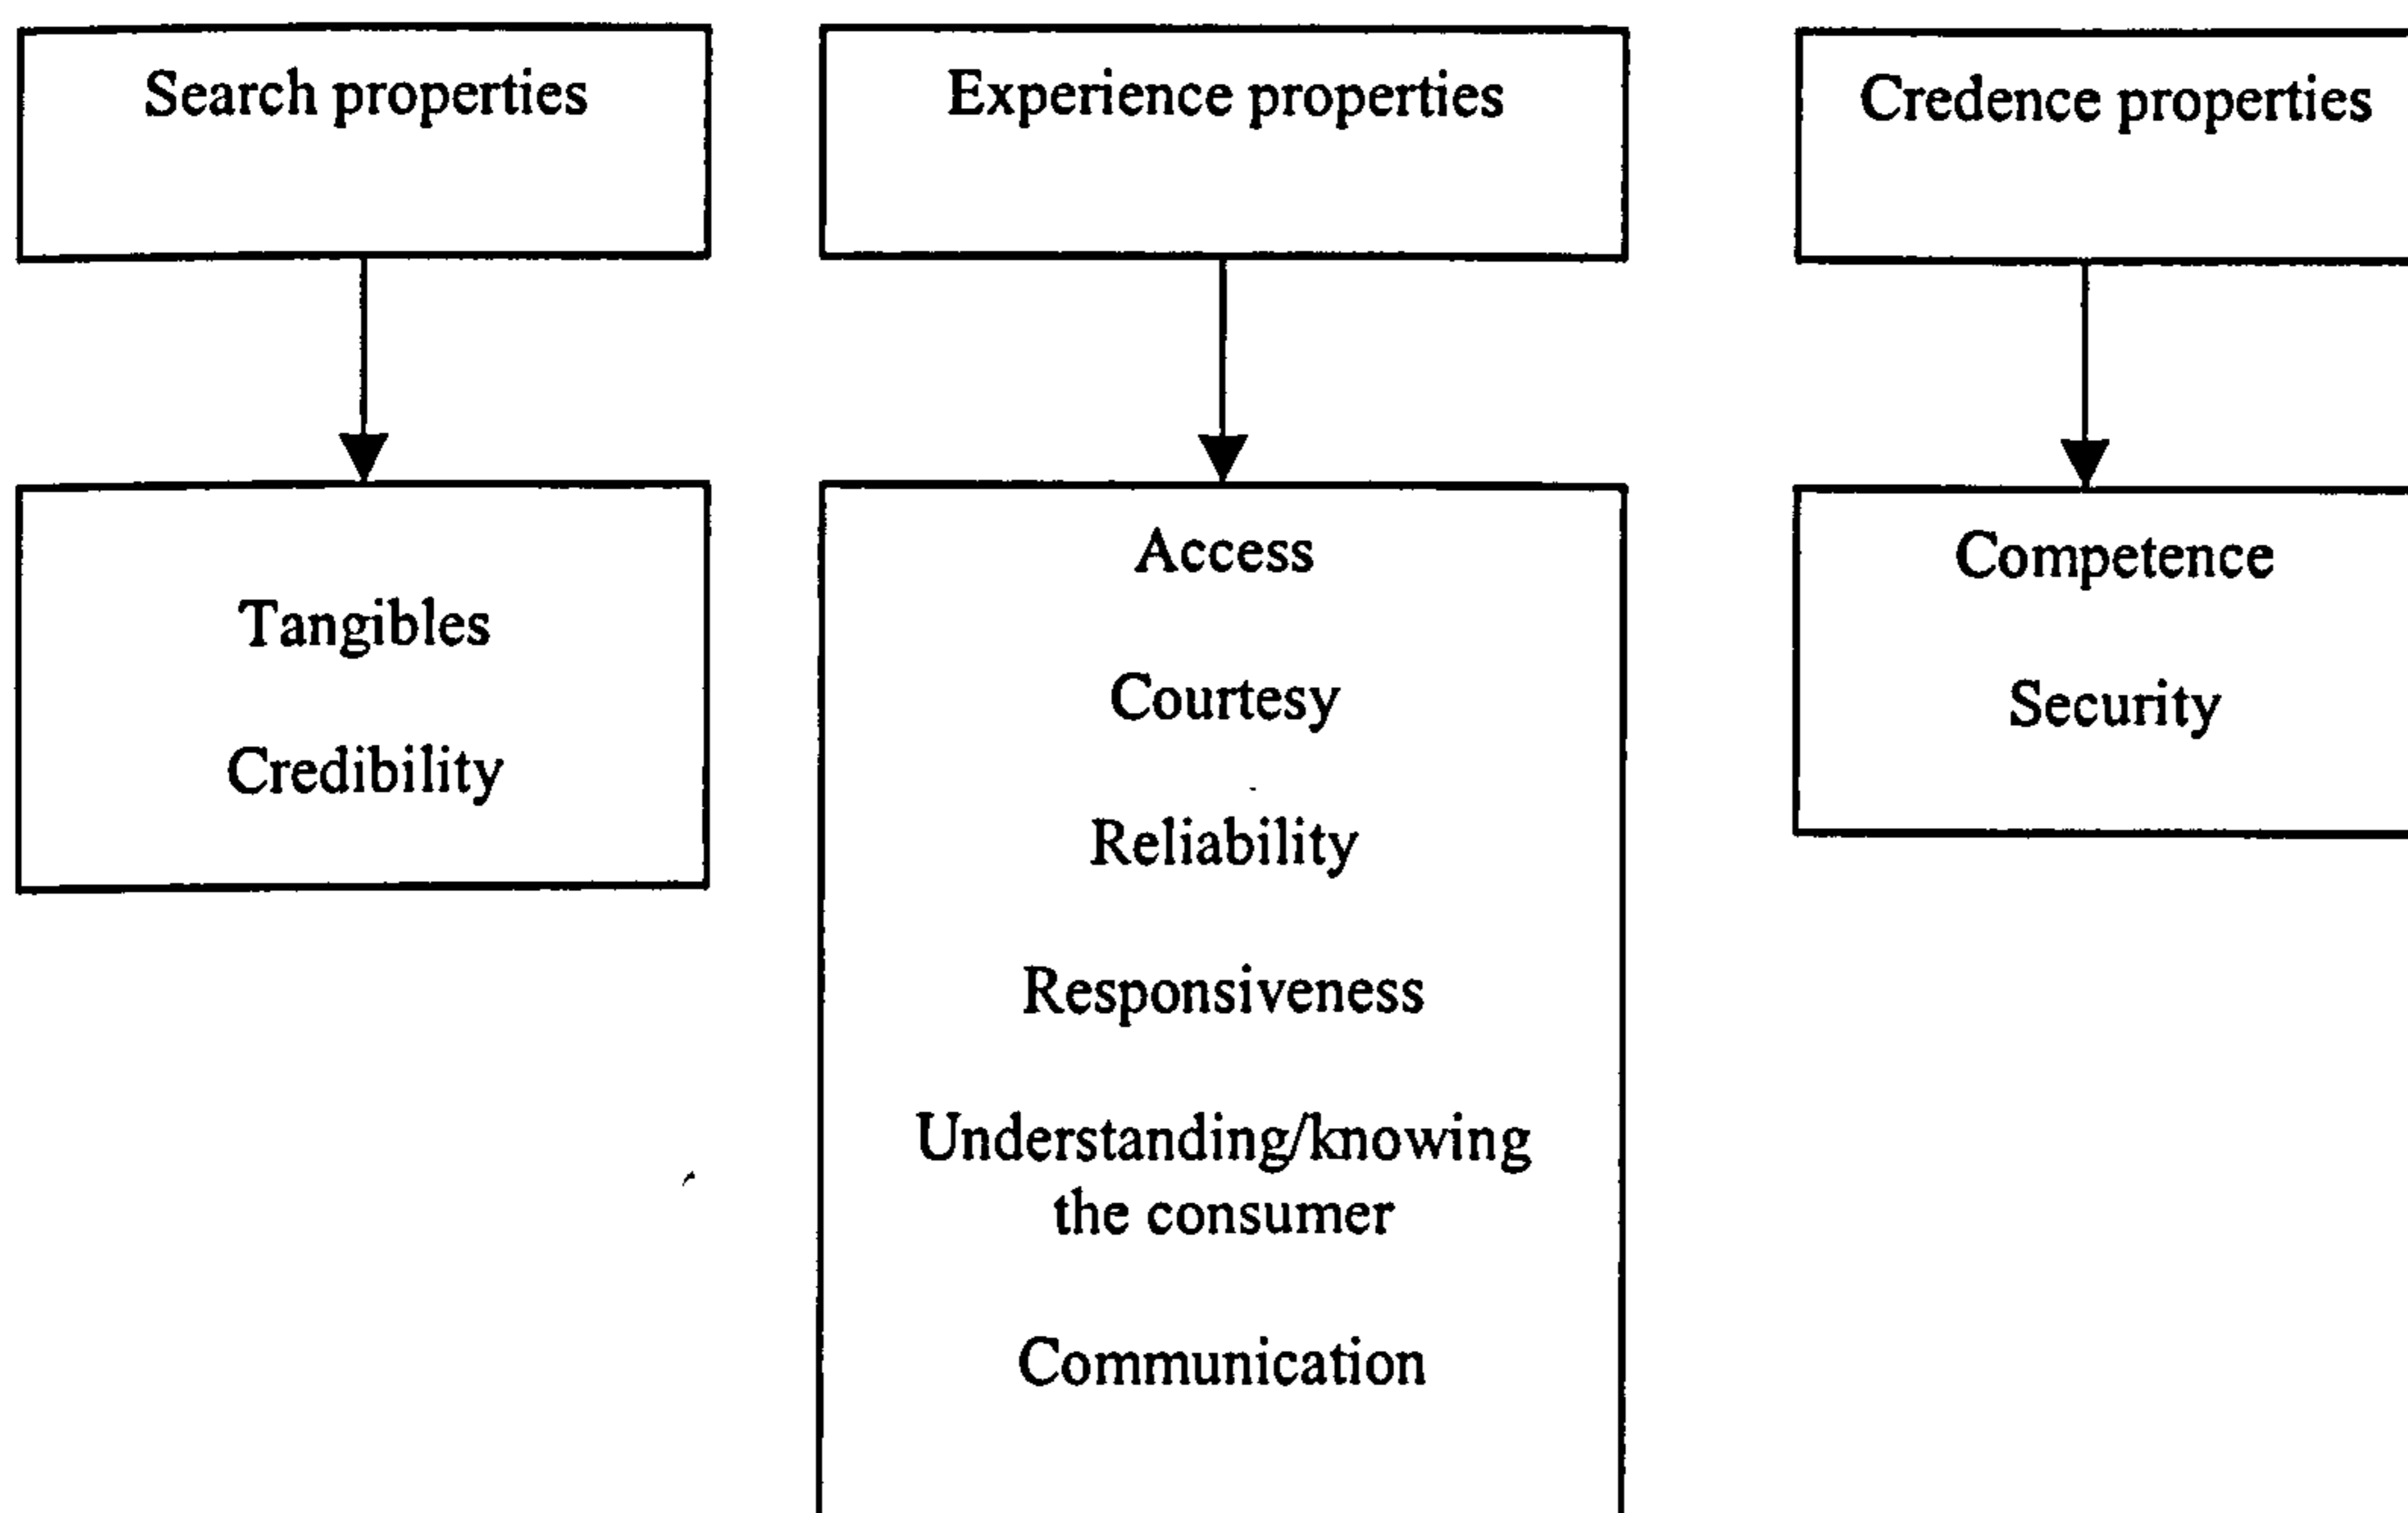 Search properties
Experience properties
Credence properties
Tangibles
Credibility
Access
Courtesy
Reliability
Responsiveness
Understanding/knowing
the consumer
Communication
Competence
Security